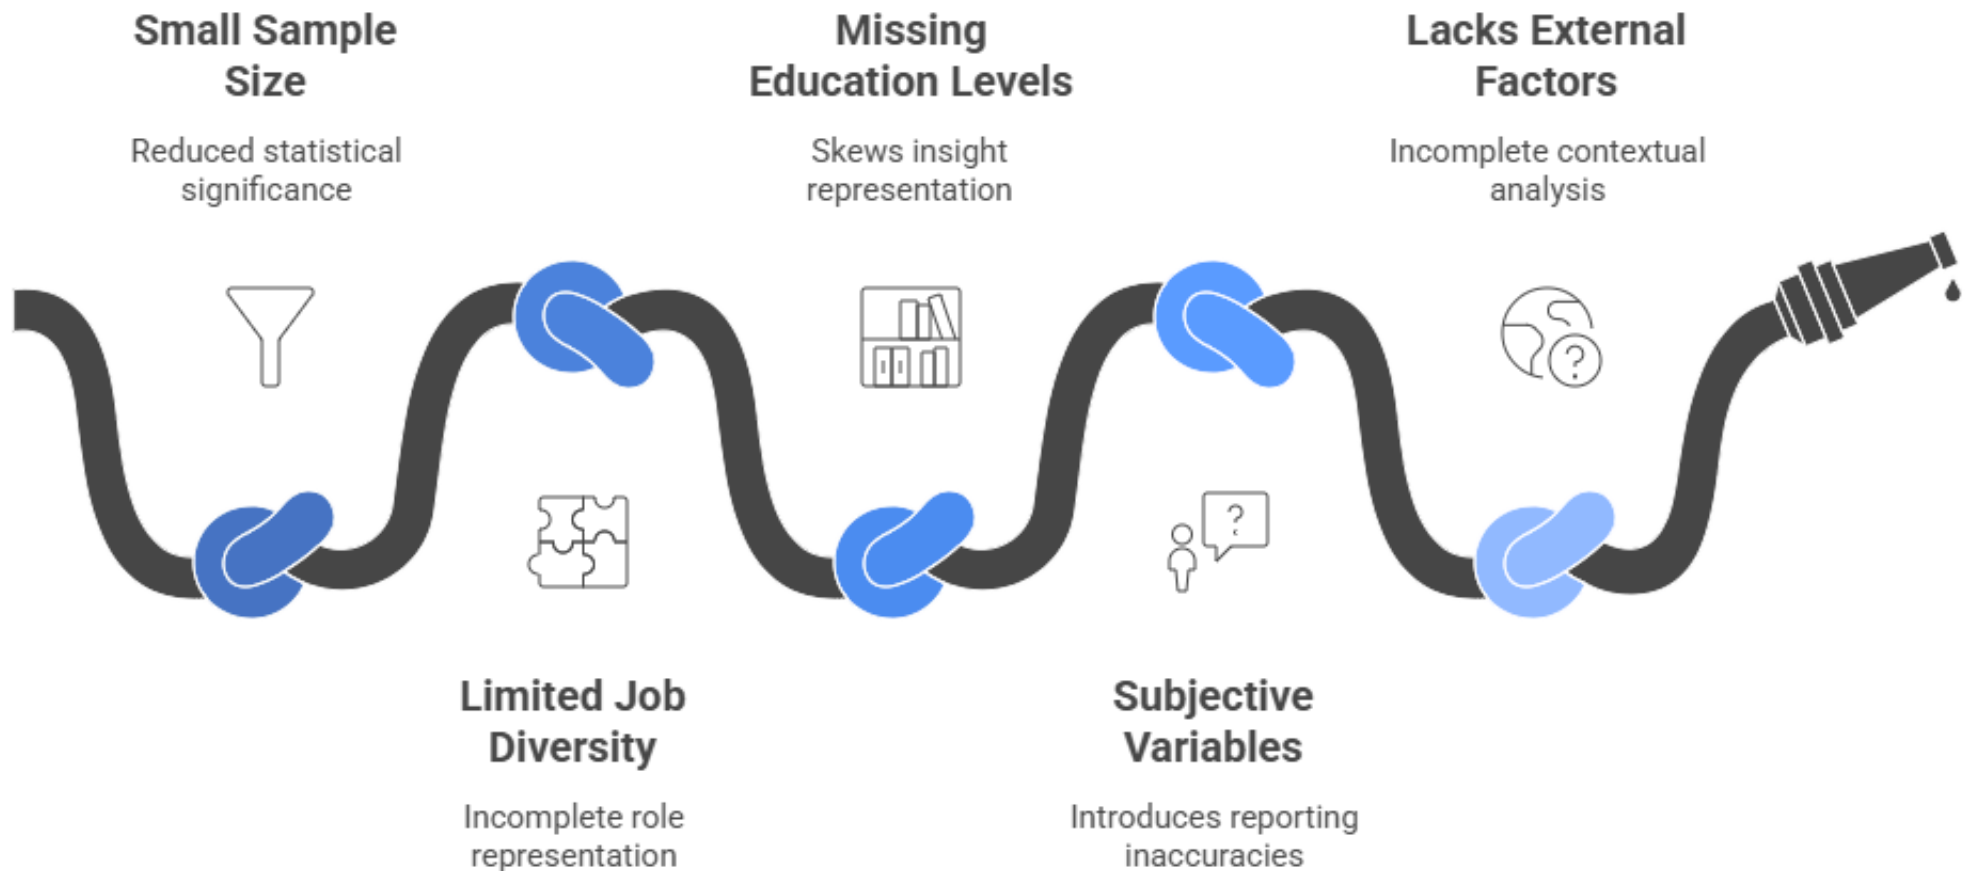 Small Sample
Size
Reduced statistical
significance
Limited Job
Diversity
Incomplete role
representation
Missing
Education Levels
Skews insight
representation
Subjective
Variables
Introduces reporting
inaccuracies
Lacks External
Factors
Incomplete contextual
analysis
?
?